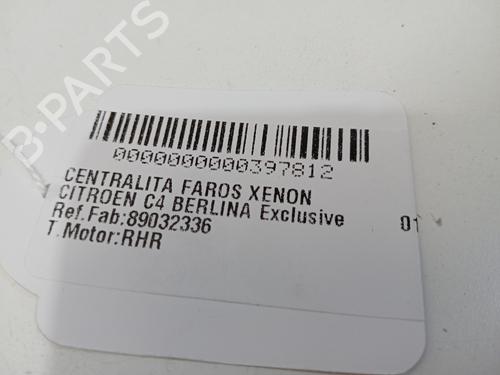 B-PARTS
0000000000397812
CENTRALITA FAROS XENON
CITROEN C4 BERLINA Exclusive 01
Ref.Fab:89032336
T.Motor:RHR